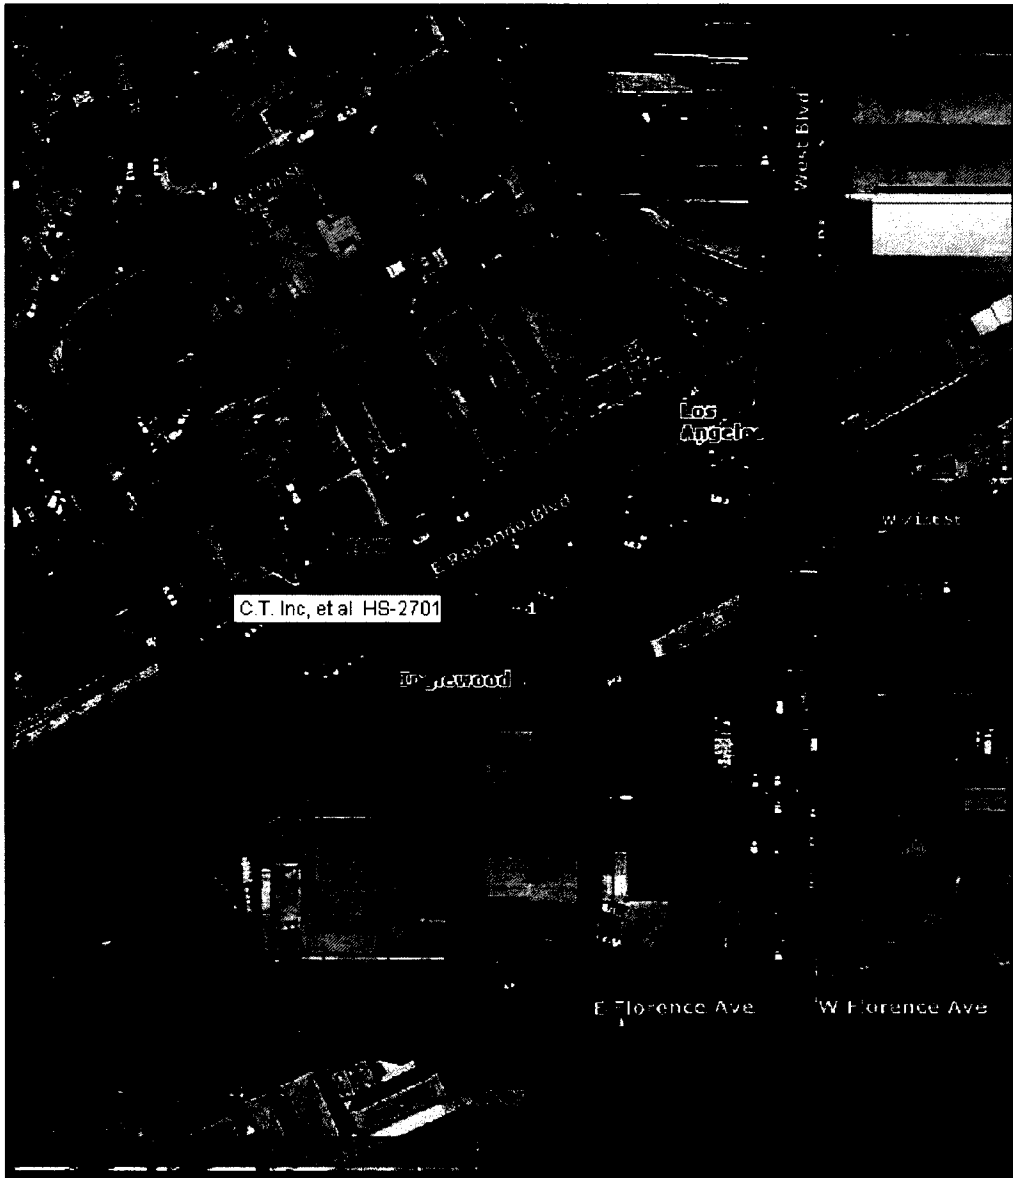 West Blvd
Los
Angeles
E Redondo Blvd
W 71st St
C.T. Inc, et al HS-2701
Inglewood
E Florence Ave
W Florence Ave